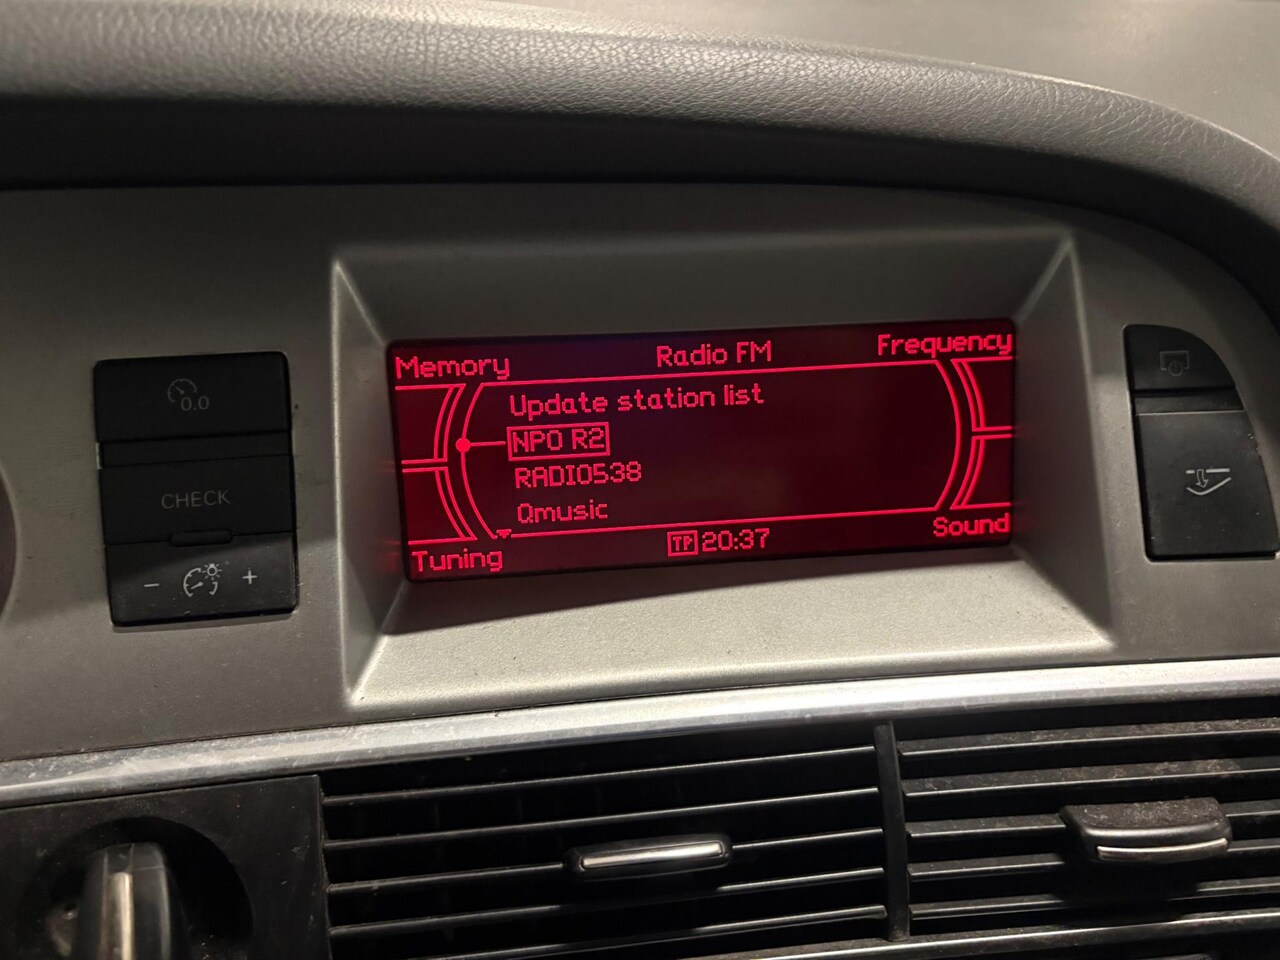 Memory
Radio FM
Frequency
Update station list
NPO R2
RADIO538
Qmusic
Tuning
TP 20:37
Sound
0.0
CHECK
− +